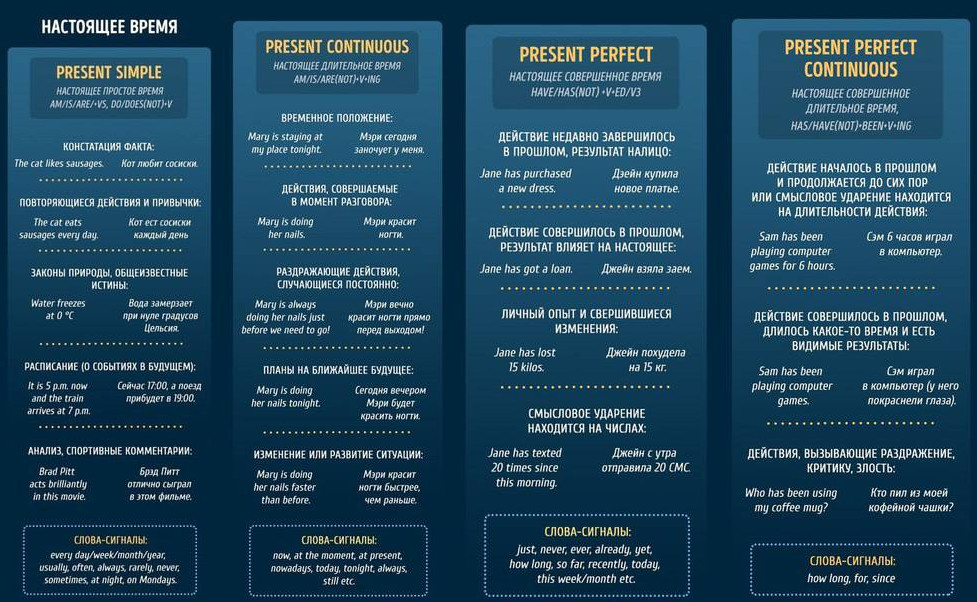 НАСТОЯЩЕЕ ВРЕМЯ
PRESENT SIMPLE
НАСТОЯЩЕЕ ПРОСТОЕ ВРЕМЯ
AM/IS/ARE/+VS, DO/DOES(NOT)+V
КОНСТАТАЦИЯ ФАКТА:
The cat likes sausages. Кот любит сосиски.
ПОВТОРЯЮЩИЕСЯ ДЕЙСТВИЯ И ПРИВЫЧКИ:
The cat eats Кот ест сосиски
sausages every day. каждый день
ЗАКОНЫ ПРИРОДЫ, ОБЩЕИЗВЕСТНЫЕ
ИСТИНЫ:
Water freezes Вода замерзает
at 0 °C при нуле градусов
Цельсия.
РАСПИСАНИЕ (О СОБЫТИЯХ В БУДУЩЕМ):
It is 5 p.m. now Сейчас 17:00, а поезд
and the train прибудет в 19:00.
arrives at 7 p.m.
АНАЛИЗ, СПОРТИВНЫЕ КОММЕНТАРИИ:
Brad Pitt Брэд Питт
acts brilliantly отлично сыграл
in this movie. в этом фильме.
СЛОВА-СИГНАЛЫ:
every day/week/month/year,
usually, often, always, rarely, never,
sometimes, at night, on Mondays.
PRESENT CONTINUOUS
НАСТОЯЩЕЕ ДЛИТЕЛЬНОЕ ВРЕМЯ
AM/IS/ARE(NOT)+V+ING
ВРЕМЕННОЕ ПОЛОЖЕНИЕ:
Mary is staying at Мэри сегодня
my place tonight. заночует у меня.
ДЕЙСТВИЯ, СОВЕРШАЕМЫЕ
В МОМЕНТ РАЗГОВОРА:
Mary is doing Мэри красит
her nails. ногти.
РАЗДРАЖАЮЩИЕ ДЕЙСТВИЯ,
СЛУЧАЮЩИЕСЯ ПОСТОЯННО:
Mary is always Мэри вечно
doing her nails just красит ногти прямо
before we need to go! перед выходом!
ПЛАНЫ НА БЛИЖАЙШЕЕ БУДУЩЕЕ:
Mary is doing Сегодня вечером
her nails tonight. Мэри будет
красить ногти.
ИЗМЕНЕНИЕ ИЛИ РАЗВИТИЕ СИТУАЦИИ:
Mary is doing Мэри красит
her nails faster ногти быстрее,
than before. чем раньше.
СЛОВА-СИГНАЛЫ:
now, at the moment, at present,
nowadays, today, tonight, always,
still etc.
PRESENT PERFECT
НАСТОЯЩЕЕ СОВЕРШЕННОЕ ВРЕМЯ
HAVE/HAS(NOT) +V+ED/V3
ДЕЙСТВИЕ НЕДАВНО ЗАВЕРШИЛОСЬ
В ПРОШЛОМ, РЕЗУЛЬТАТ НАЛИЦО:
Jane has purchased Дэейн купила
a new dress. новое платье.
ДЕЙСТВИЕ СОВЕРШИЛОСЬ В ПРОШЛОМ,
РЕЗУЛЬТАТ ВЛИЯЕТ НА НАСТОЯЩЕЕ:
Jane has got a loan. Джейн взяла заем.
ЛИЧНЫЙ ОПЫТ И СВЕРШИВШИЕСЯ
ИЗМЕНЕНИЯ:
Jane has lost Джейн похудела
15 kilos. на 15 кг.
СМЫСЛОВОЕ УДАРЕНИЕ
НАХОДИТСЯ НА ЧИСЛАХ:
Jane has texted Джейн с утра
20 times since отправила 20 СМС.
this morning.
СЛОВА-СИГНАЛЫ:
just, never, ever, already, yet,
how long, so far, recently, today,
this week/month etc.
PRESENT PERFECT
CONTINUOUS
НАСТОЯЩЕЕ СОВЕРШЕННОЕ
ДЛИТЕЛЬНОЕ ВРЕМЯ,
HAS/HAVE(NOT)+BEEN+V+ING
ДЕЙСТВИЕ НАЧАЛОСЬ В ПРОШЛОМ
И ПРОДОЛЖАЕТСЯ ДО СИХ ПОР
ИЛИ СМЫСЛОВОЕ УДАРЕНИЕ НАХОДИТСЯ
НА ДЛИТЕЛЬНОСТИ ДЕЙСТВИЯ:
Sam has been Сэм 6 часов играл
playing computer в компьютер.
games for 6 hours.
ДЕЙСТВИЕ СОВЕРШИЛОСЬ В ПРОШЛОМ,
ДЛИЛОСЬ КАКОЕ-ТО ВРЕМЯ И ЕСТЬ
ВИДИМЫЕ РЕЗУЛЬТАТЫ:
Sam has been Сэм играл
playing computer в компьютер (у него
games. покраснели глаза).
ДЕЙСТВИЯ, ВЫЗЫВАЮЩИЕ РАЗДРАЖЕНИЕ,
КРИТИКУ, ЗЛОСТЬ:
Who has been using Кто пил из моей
my coffee mug? кофейной чашки?
СЛОВА-СИГНАЛЫ:
how long, for, since